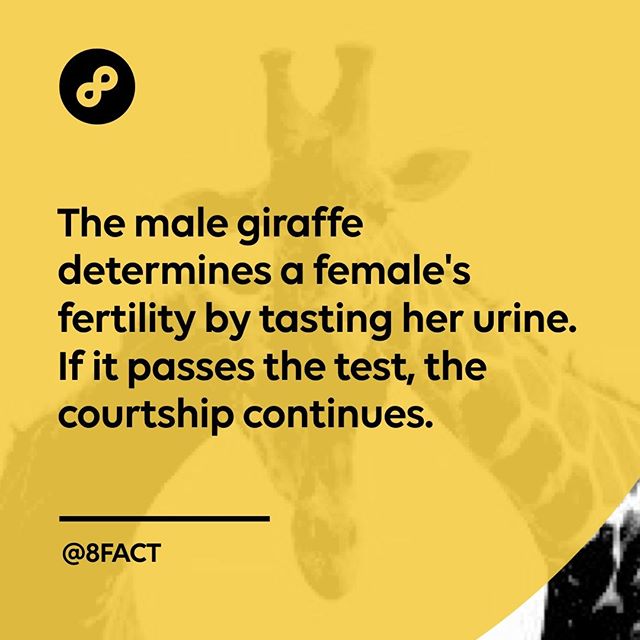 The male giraffe
determines a female's
fertility by tasting her urine.
If it passes the test, the
courtship continues.
@8FACT